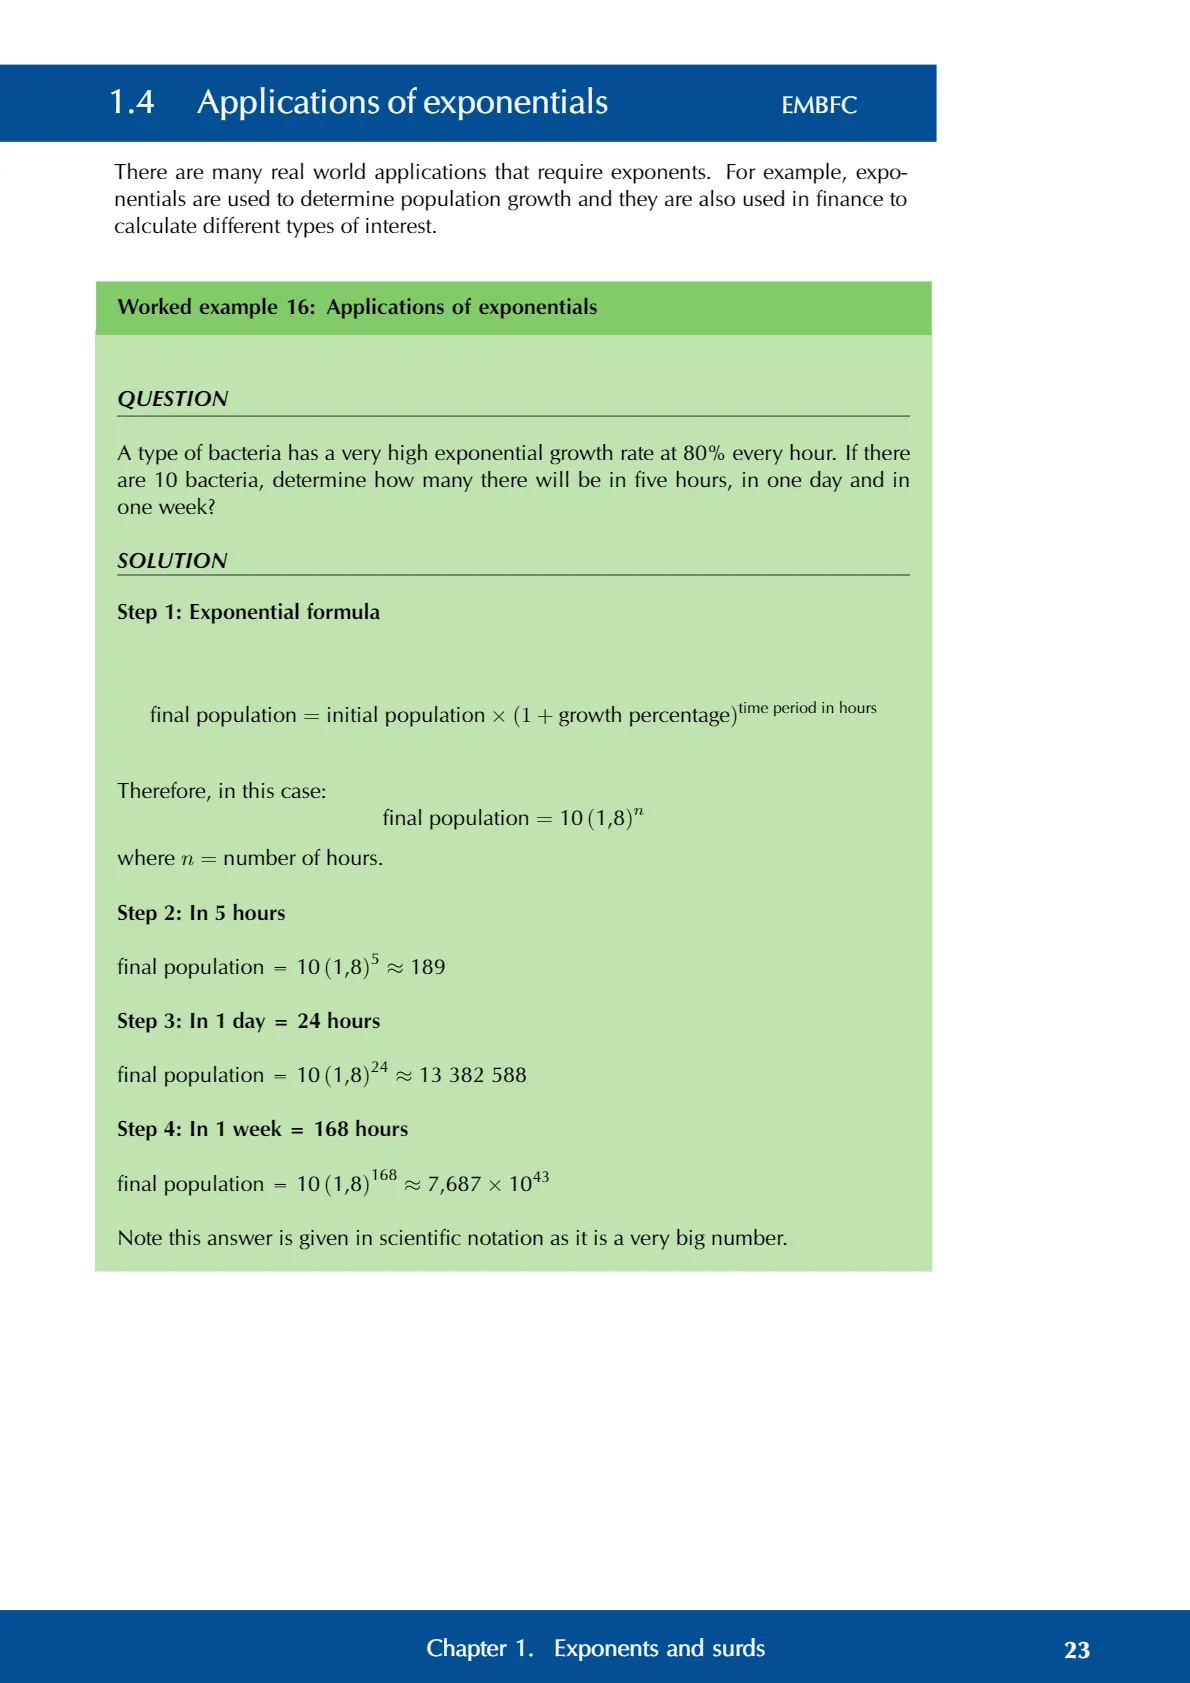 1.4 Applications of exponentials EMBFC
There are many real world applications that require exponents. For example, expo-
nentials are used to determine population growth and they are also used in finance to
calculate different types of interest.
Worked example 16: Applications of exponentials
QUESTION
A type of bacteria has a very high exponential growth rate at 80% every hour. If there
are 10 bacteria, determine how many there will be in five hours, in one day and in
one week?
SOLUTION
Step 1: Exponential formula
final population = initial population × (1 + growth percentage)^time period in hours
Therefore, in this case:
final population = 10 (1,8)^n
where n = number of hours.
Step 2: In 5 hours
final population = 10 (1,8)^5 ≈ 189
Step 3: In 1 day = 24 hours
final population = 10 (1,8)^24 ≈ 13 382 588
Step 4: In 1 week = 168 hours
final population = 10 (1,8)^168 ≈ 7,687 × 10^43
Note this answer is given in scientific notation as it is a very big number.
Chapter 1. Exponents and surds 23